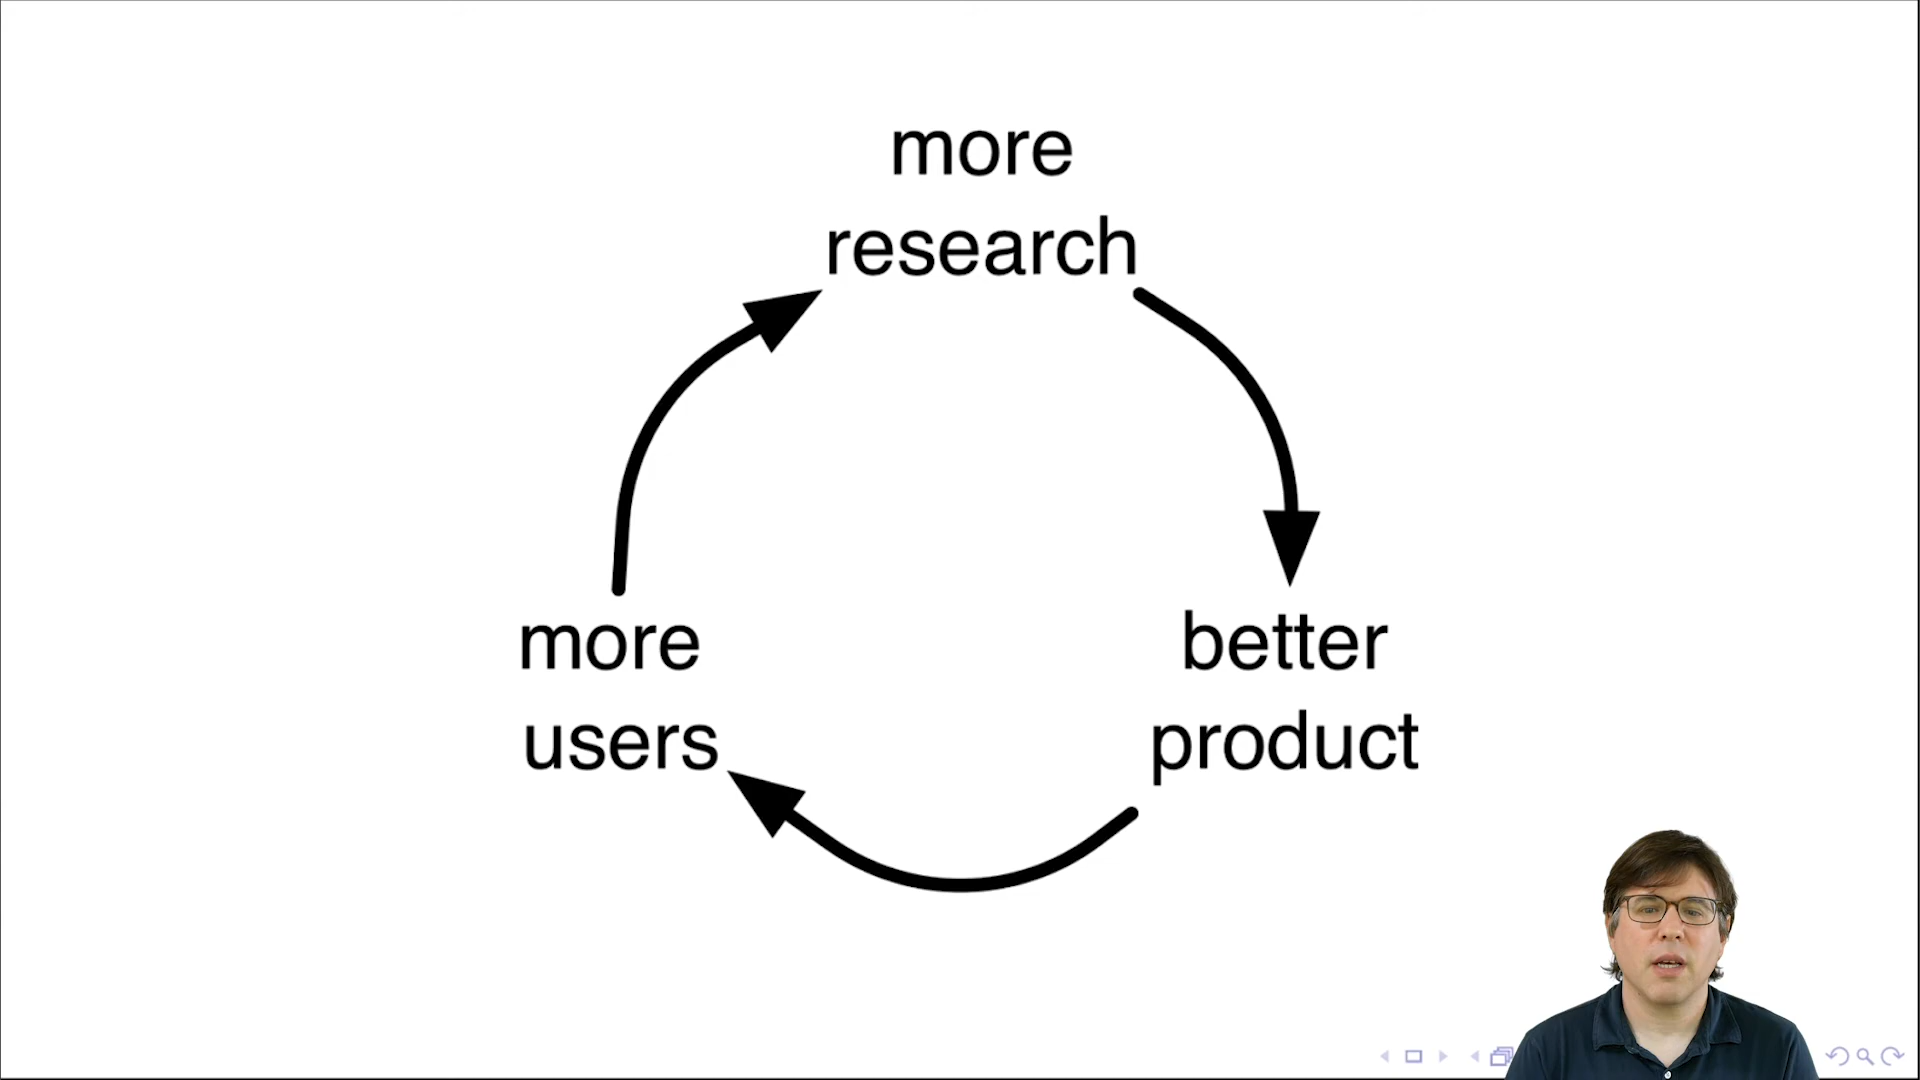 more
research
more
users
better
product